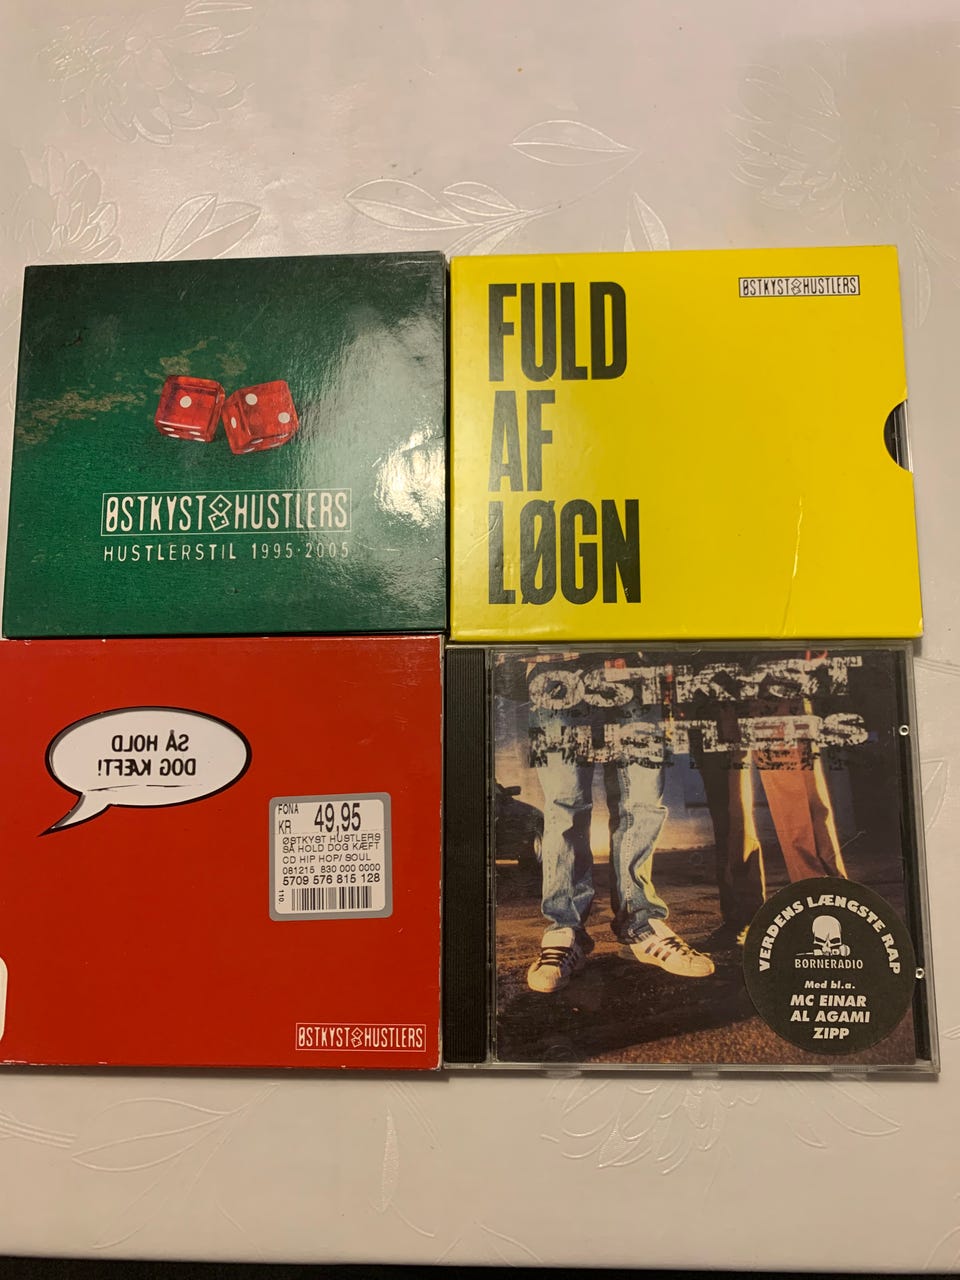 ØSTKYST HUSTLERS
HUSTLERSTIL 1995·2005
ØSTKYST HUSTLERS
FULD
AF
LØGN
SÅ HOLD
DOG KÆFT!
FONA
KR 49,95
ØSTKYST HUSTLERS
SÅ HOLD DOG KÆFT
CD HIP HOP/ SOUL
081215 830 000 0000
5709 576 815 128
110
ØSTKYST HUSTLERS
ØSTKYST
HUSTLERS
VERDENS LÆNGSTE RAP
BØRNERADIO
Med bl.a.
MC EINAR
AL AGAMI
ZIPP